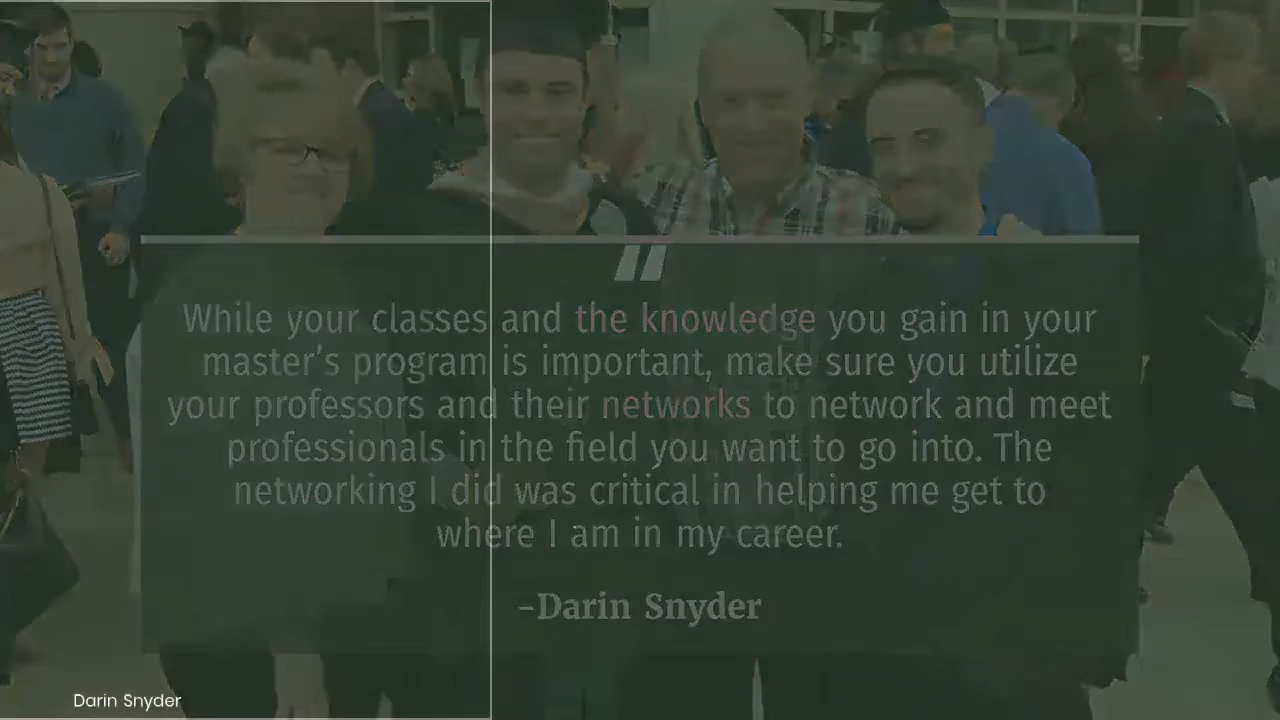 "
While your classes and the knowledge you gain in your
master’s program is important, make sure you utilize
your professors and their networks to network and meet
professionals in the field you want to go into. The
networking I did was critical in helping me get to
where I am in my career.
–Darin Snyder
Darin Snyder